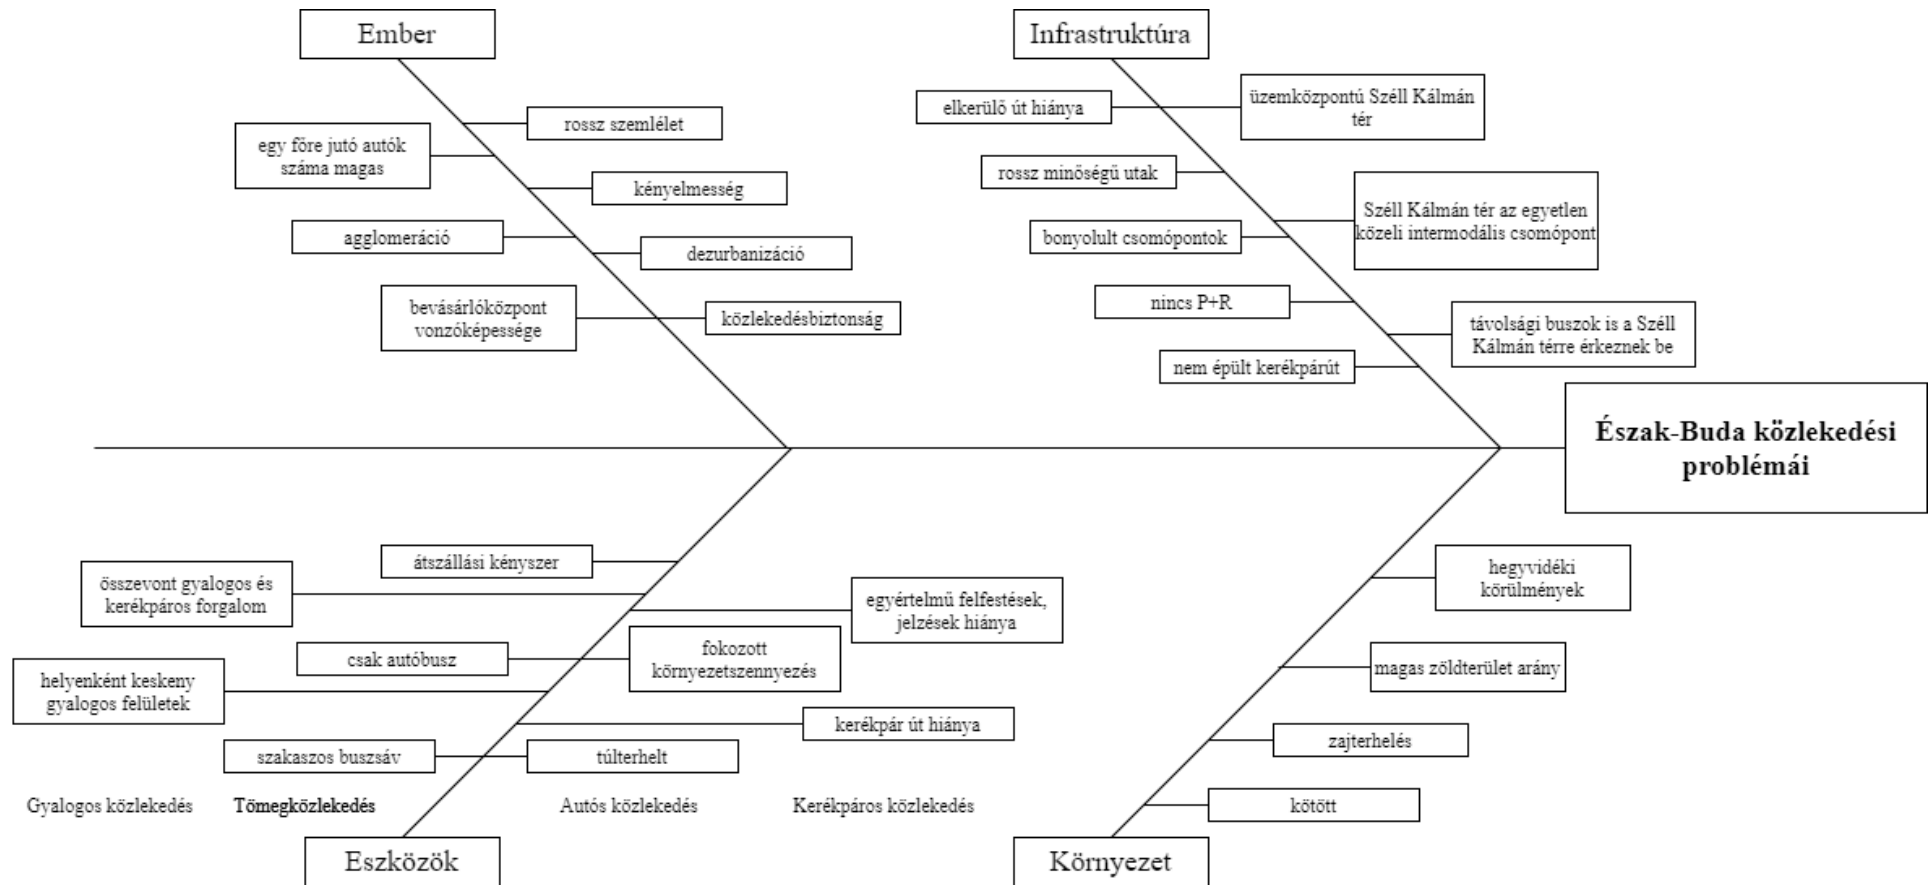 Ember
Infrastruktúra
rossz szemlélet
egy főre jutó autók
száma magas
kényelmesség
agglomeráció
dezurbanizáció
bevásárlóközpont
vonzóképessége
közlekedésbiztonság
elkerülő út hiánya
üzemközpontú Széll Kálmán
tér
rossz minőségű utak
Széll Kálmán tér az egyetlen
közeli intermodális csomópont
bonyolult csomópontok
nincs P+R
távolsági buszok is a Széll
Kálmán térre érkeznek be
nem épült kerékpárút
Észak-Buda közlekedési
problémái
átszállási kényszer
összevont gyalogos és
kerékpáros forgalom
egyértelmű felfestések,
jelzések hiánya
csak autóbusz
fokozott
környezetszennyezés
helyenként keskeny
gyalogos felületek
kerékpár út hiánya
szakaszos buszsáv
túlterhelt
Gyalogos közlekedés
Tömegközlekedés
Autós közlekedés
Kerékpáros közlekedés
hegyvidéki
körülmények
magas zöldterület arány
zajterhelés
kötött
Eszközök
Környezet